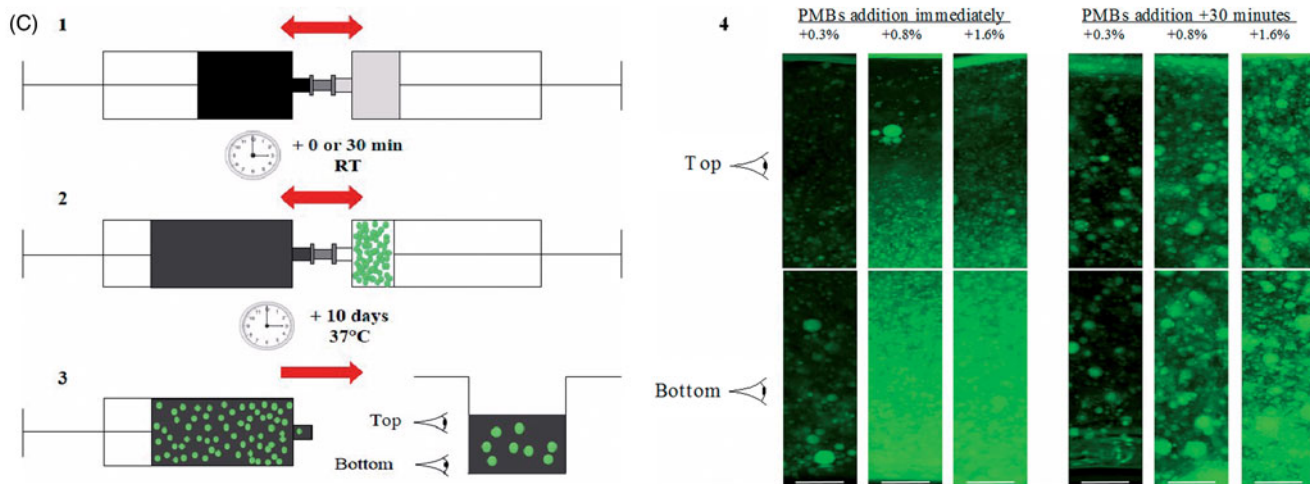 (C)
1
+ 0 or 30 min
RT
2
+ 10 days
37°C
3
Top
Bottom
4
PMBs addition immediately
+0.3% +0.8% +1.6%
PMBs addition +30 minutes
+0.3% +0.8% +1.6%
Top
Bottom